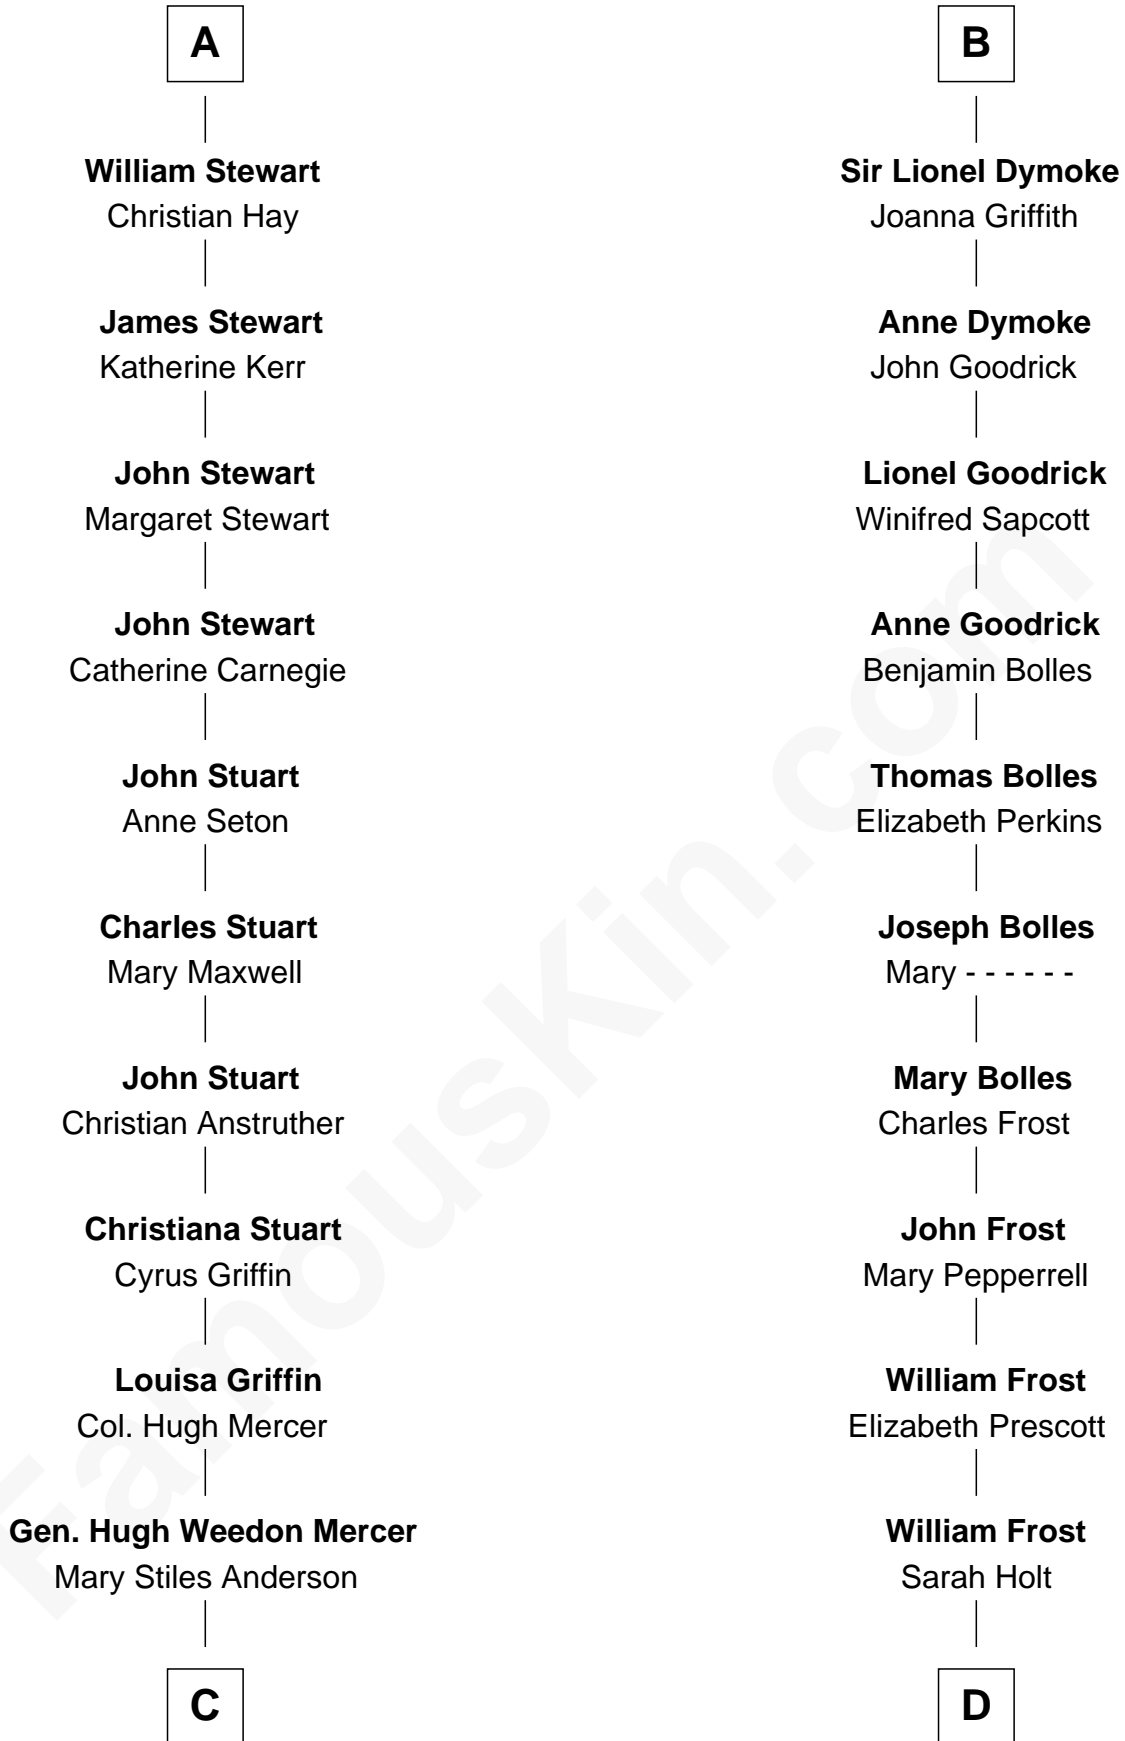 A
William Stewart
Christian Hay
James Stewart
Katherine Kerr
John Stewart
Margaret Stewart
John Stewart
Catherine Carnegie
John Stuart
Anne Seton
Charles Stuart
Mary Maxwell
John Stuart
Christian Anstruther
Christiana Stuart
Cyrus Griffin
Louisa Griffin
Col. Hugh Mercer
Gen. Hugh Weedon Mercer
Mary Stiles Anderson
C
B
Sir Lionel Dymoke
Joanna Griffith
Anne Dymoke
John Goodrick
Lionel Goodrick
Winifred Sapcott
Anne Goodrick
Benjamin Bolles
Thomas Bolles
Elizabeth Perkins
Joseph Bolles
Mary - - - - - -
Mary Bolles
Charles Frost
John Frost
Mary Pepperrell
William Frost
Elizabeth Prescott
William Frost
Sarah Holt
D
FamousKin.com